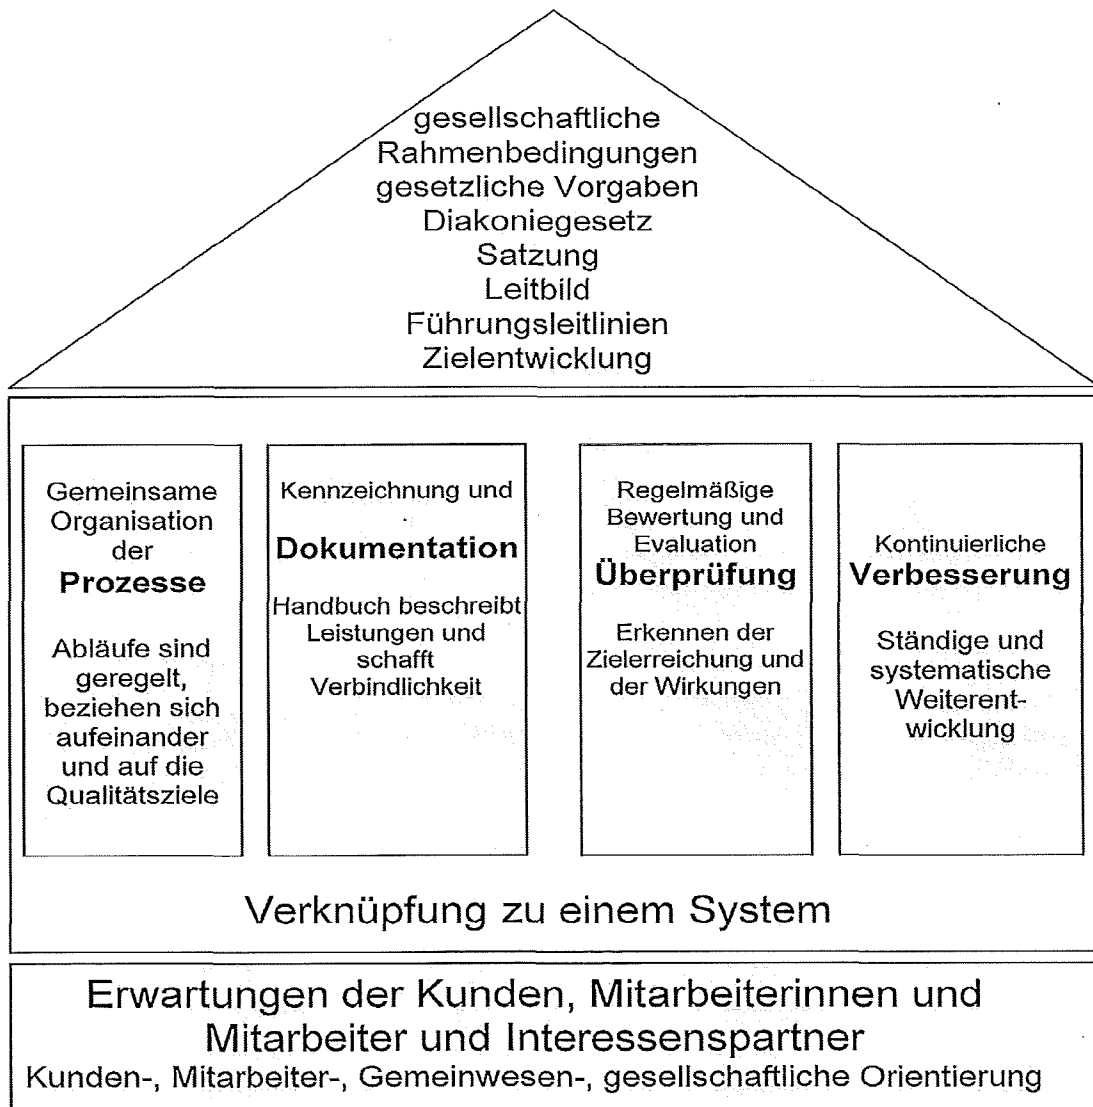 gesellschaftliche
Rahmenbedingungen
gesetzliche Vorgaben
Diakoniegesetz
Satzung
Leitbild
Führungsleitlinien
Zielentwicklung
Gemeinsame
Organisation
der
Prozesse
Abläufe sind
geregelt,
beziehen sich
aufeinander
und auf die
Qualitätsziele
Kennzeichnung und
Dokumentation
Handbuch beschreibt
Leistungen und
schafft
Verbindlichkeit
Regelmäßige
Bewertung und
Evaluation
Überprüfung
Erkennen der
Zielerreichung und
der Wirkungen
Kontinuierliche
Verbesserung
Ständige und
systematische
Weiterent-
wicklung
Verknüpfung zu einem System
Erwartungen der Kunden, Mitarbeiterinnen und
Mitarbeiter und Interessenspartner
Kunden-, Mitarbeiter-, Gemeinwesen-, gesellschaftliche Orientierung